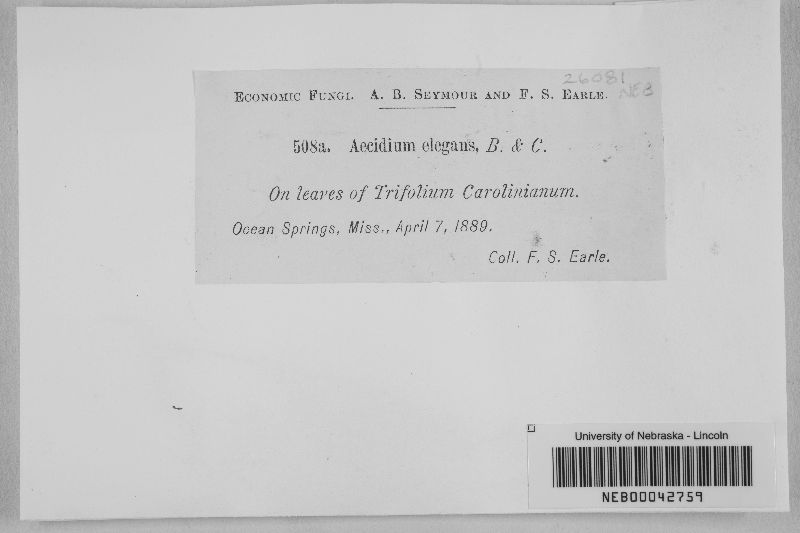 26081
NEB
ECONOMIC FUNGI. A. B. SEYMOUR AND F. S. EARLE.
508a. Aecidium elegans, B. & C.
On leaves of Trifolium Carolinianum.
Ocean Springs, Miss., April 7, 1889.
Coll. F. S. Earle.
University of Nebraska - Lincoln
NEB00042759